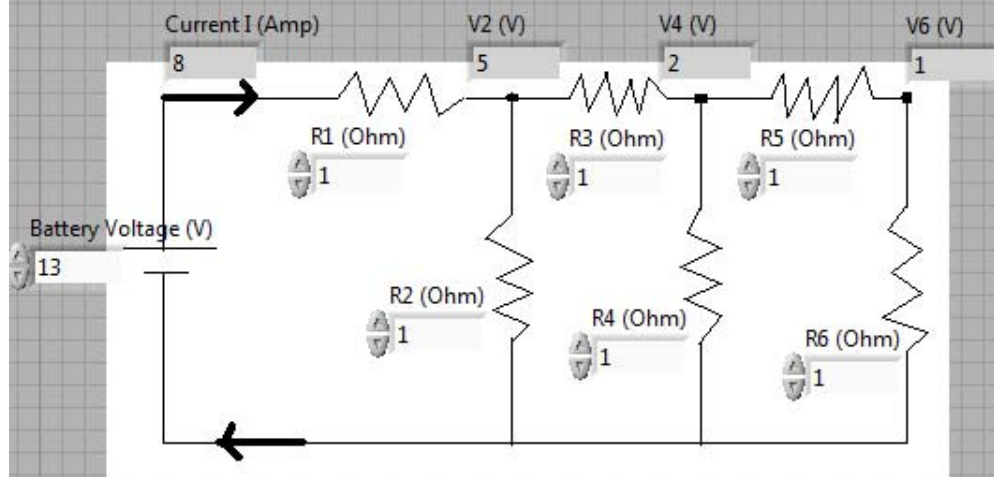 Current I (Amp)
8
V2 (V)
5
V4 (V)
2
V6 (V)
1
R1 (Ohm)
1
R3 (Ohm)
1
R5 (Ohm)
1
Battery Voltage (V)
13
R2 (Ohm)
1
R4 (Ohm)
1
R6 (Ohm)
1